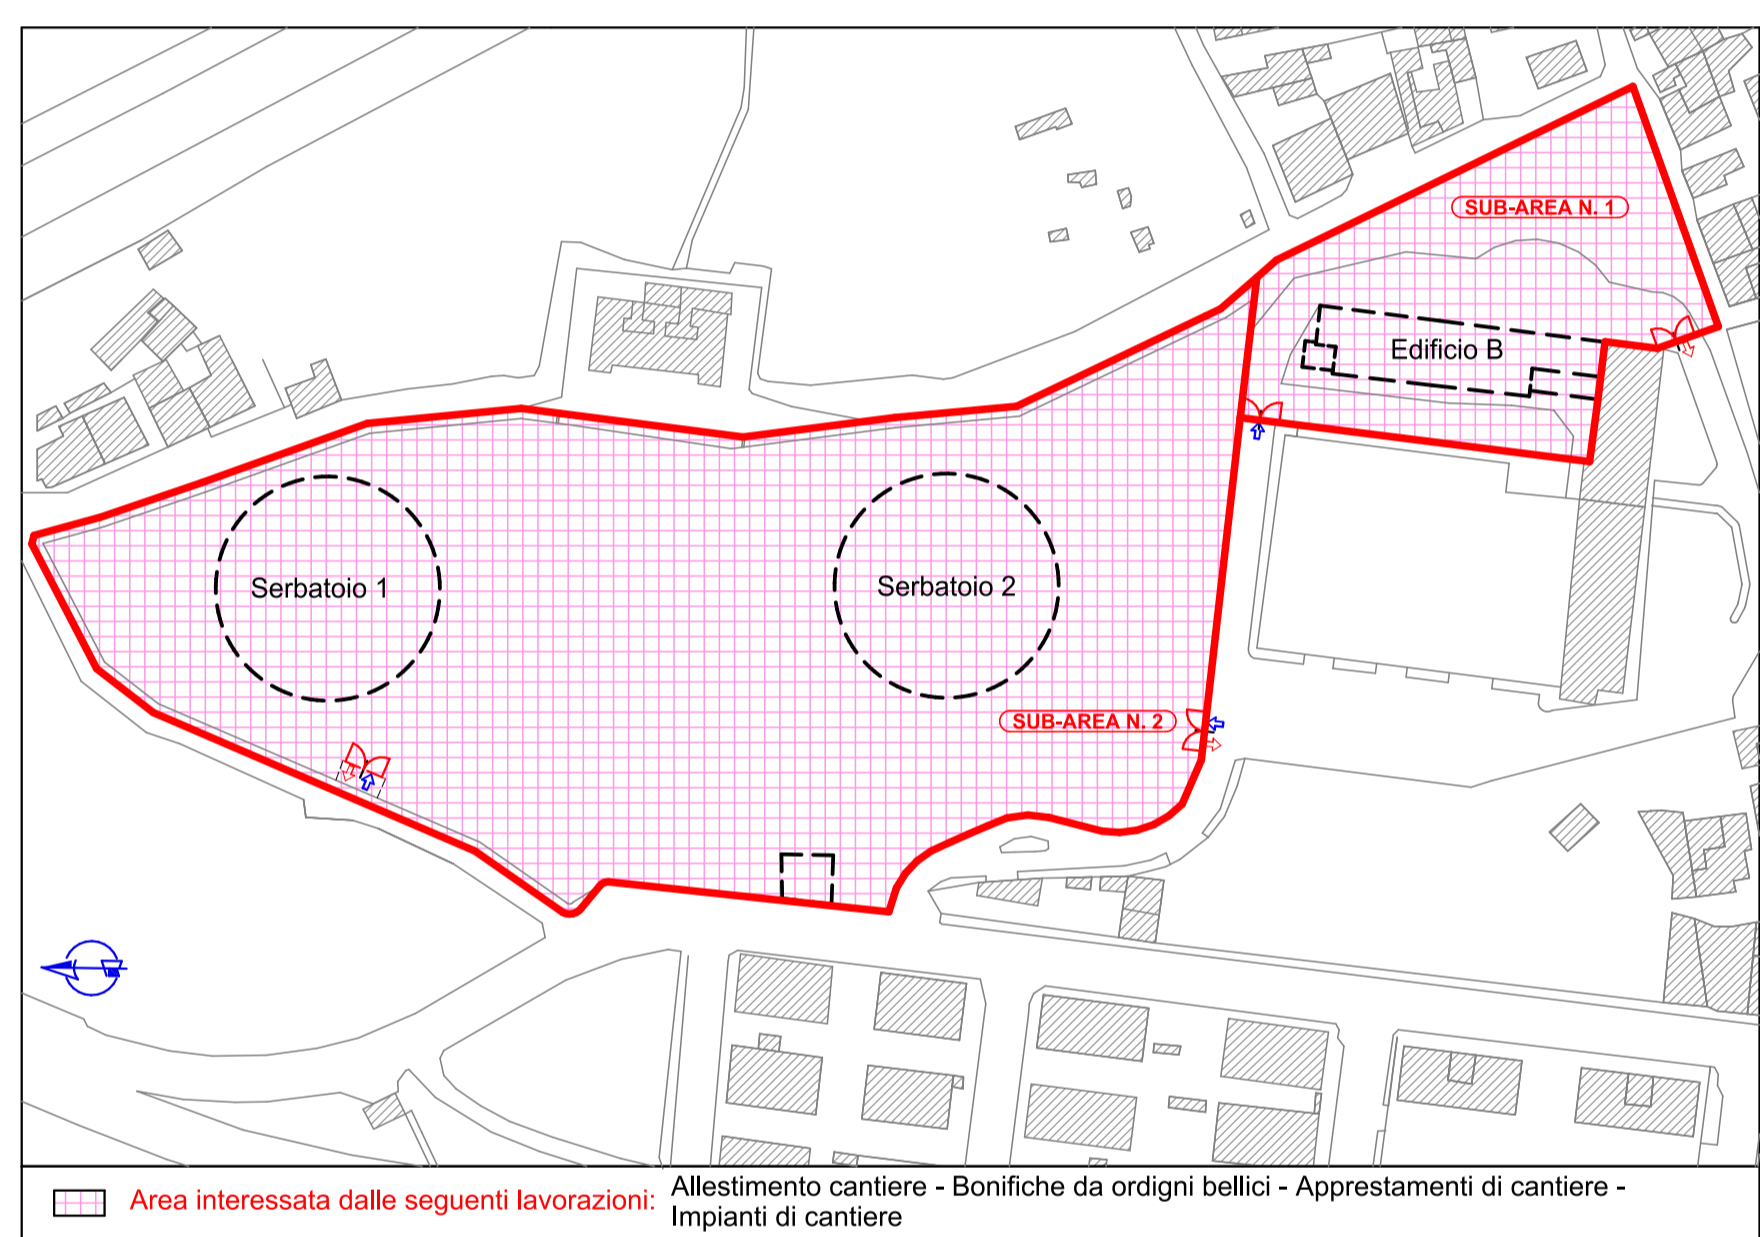 SUB-AREA N. 1
Edificio B
Serbatoio 1
Serbatoio 2
SUB-AREA N. 2
Area interessata dalle seguenti lavorazioni: Allestimento cantiere - Bonifiche da ordigni bellici - Apprestamenti di cantiere -
Impianti di cantiere